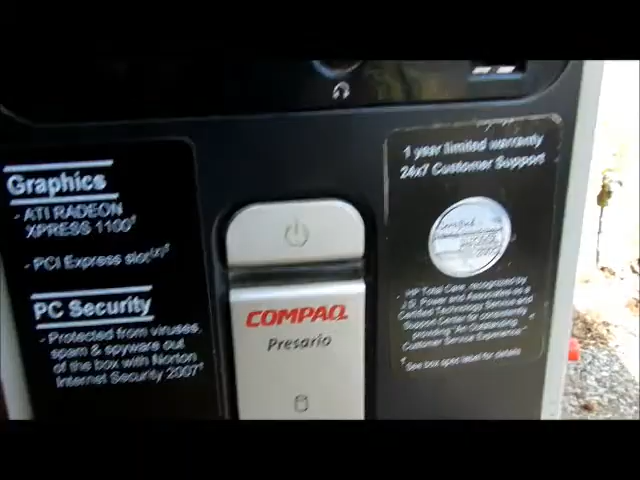 Graphics
- ATI RADEON
XPRESS 1100†
- PCI Express slot(s)†
PC Security
- Protected from viruses,
spam & spyware out
of the box with Norton
Internet Security 2007†
COMPAQ
Presario
1 year limited warranty
24x7 Customer Support
Certified
- HP Total Care, recognized by
J.D. Power and Associates as a
Certified Technology Service and
Support Center for consistently
providing "An Outstanding
Customer Service Experience"
†See box spec label for details